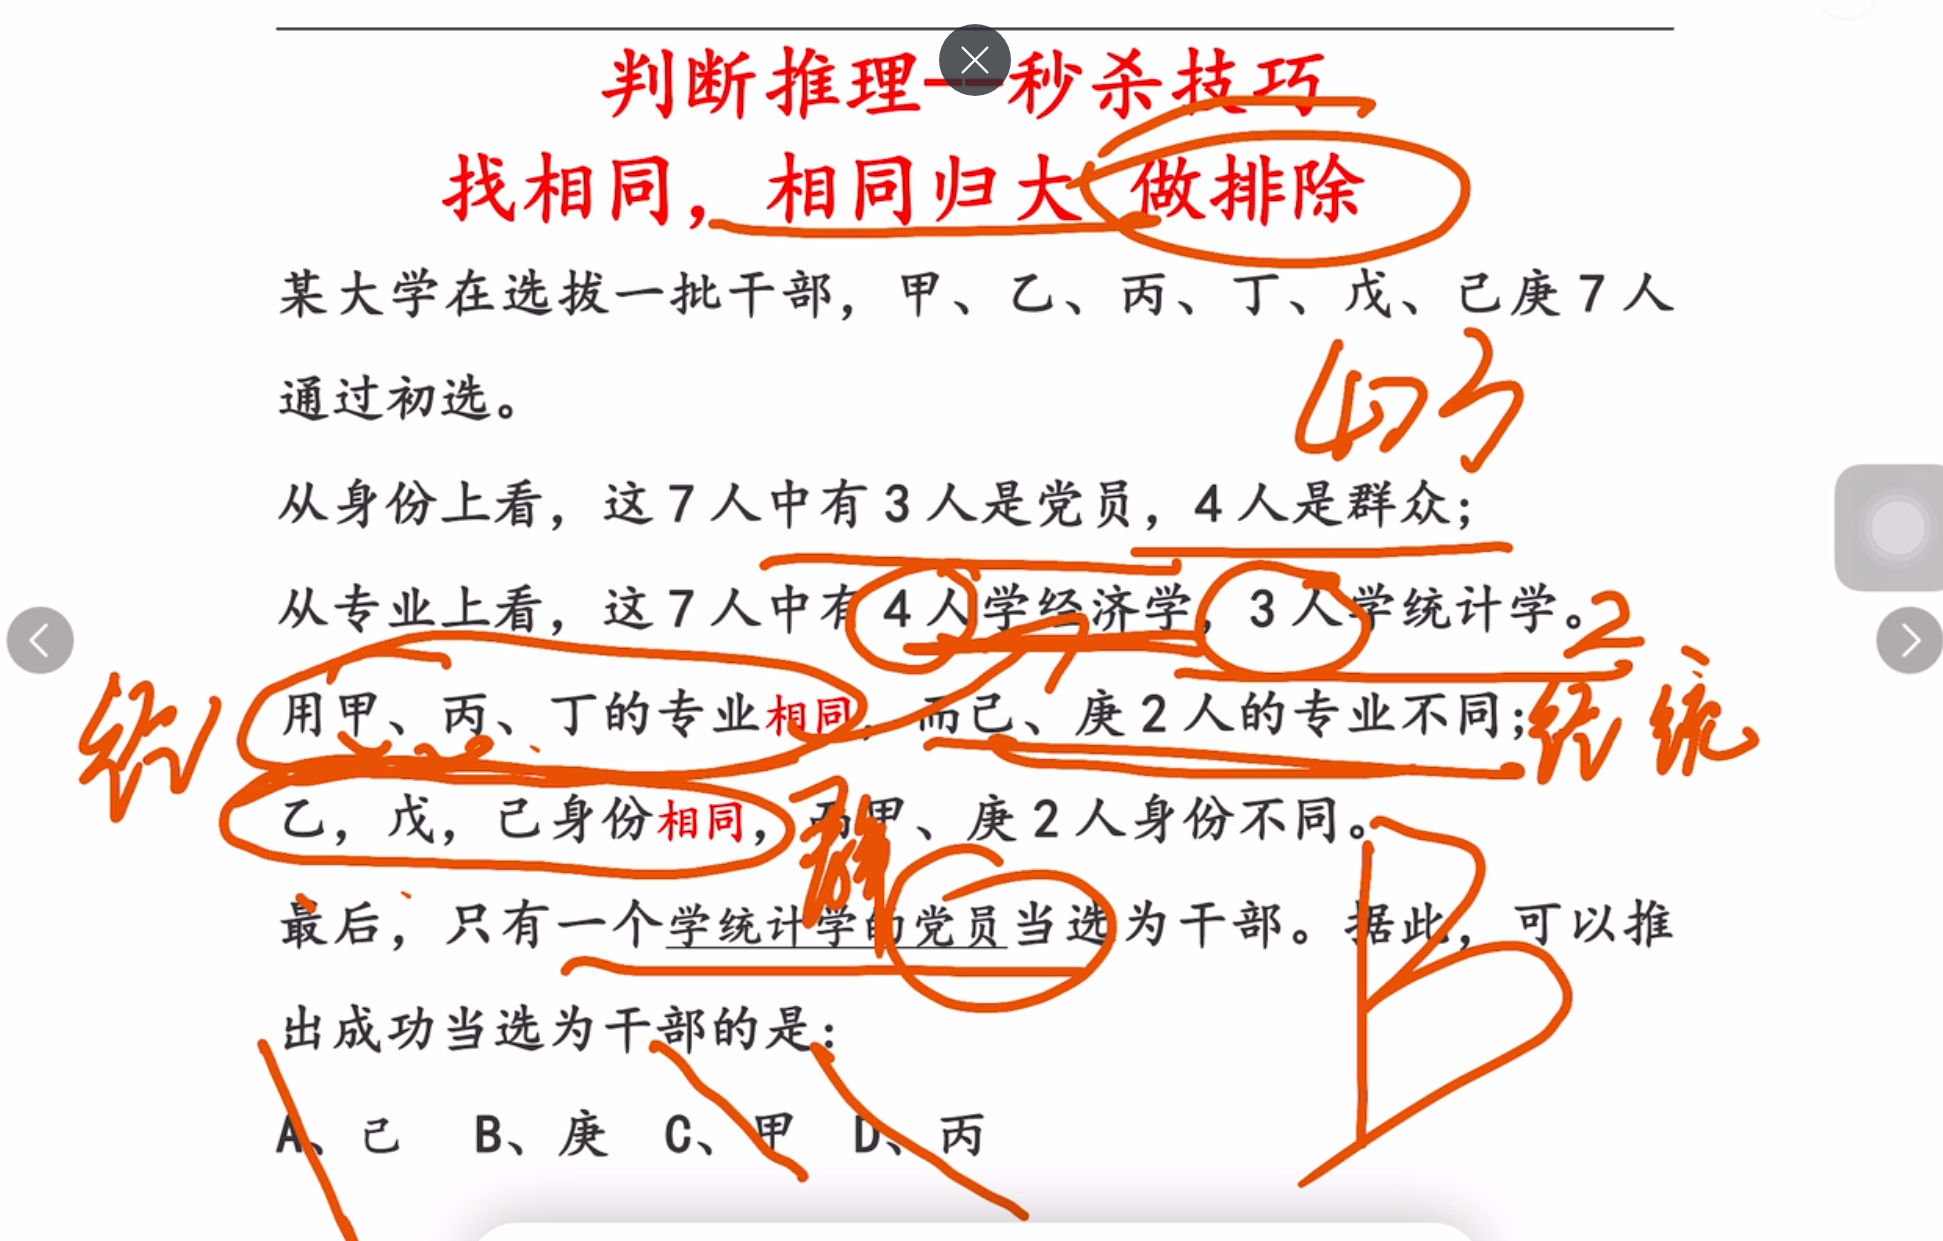 判断推理—秒杀技巧
找相同，相同归大 做排除
某大学在选拔一批干部，甲、乙、丙、丁、戊、己庚7人
通过初选。
从身份上看，这7人中有3人是党员，4人是群众；
从专业上看，这7人中有4人学经济学，3人学统计学。2
经 用甲、丙、丁的专业相同，而己、庚2人的专业不同；经 统
乙，戊，己身份相同，而甲、庚2人身份不同。
群
最后，只有一个学统计学的党员当选为干部。据此，可以推
出成功当选为干部的是：
B
A、己 B、庚 C、甲 D、丙